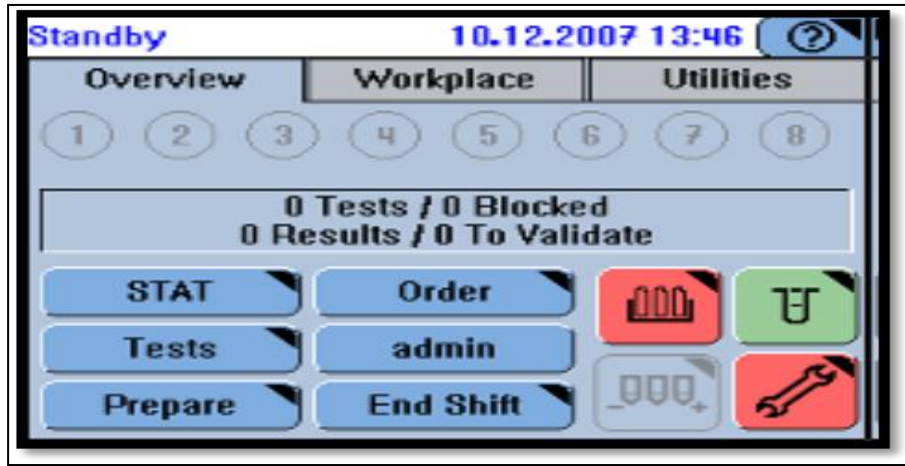 Standby 10.12.2007 13:46 ?
Overview Workplace Utilities
1 2 3 4 5 6 7 8
0 Tests / 0 Blocked
0 Results / 0 To Validate
STAT Order
Tests admin
Prepare End Shift